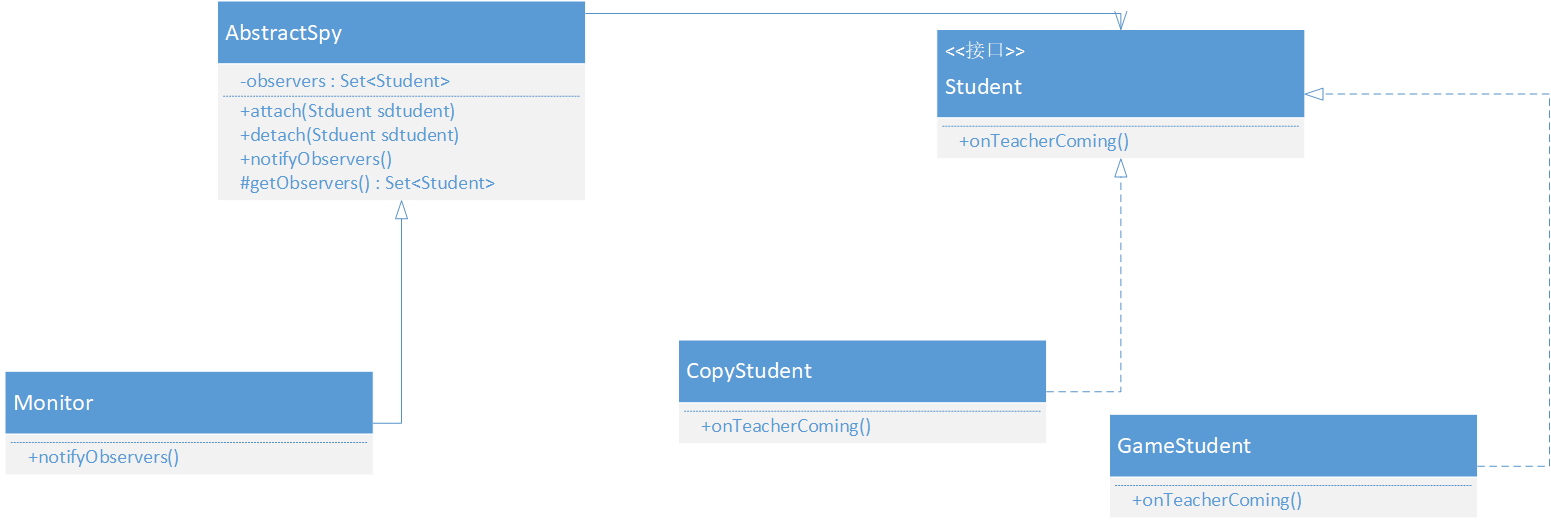 AbstractSpy
-observers : Set<Student>
+attach(Stduent sdtudent)
+detach(Stduent sdtudent)
+notifyObservers()
#getObservers() : Set<Student>
<<接口>>
Student
+onTeacherComing()
Monitor
+notifyObservers()
CopyStudent
+onTeacherComing()
GameStudent
+onTeacherComing()